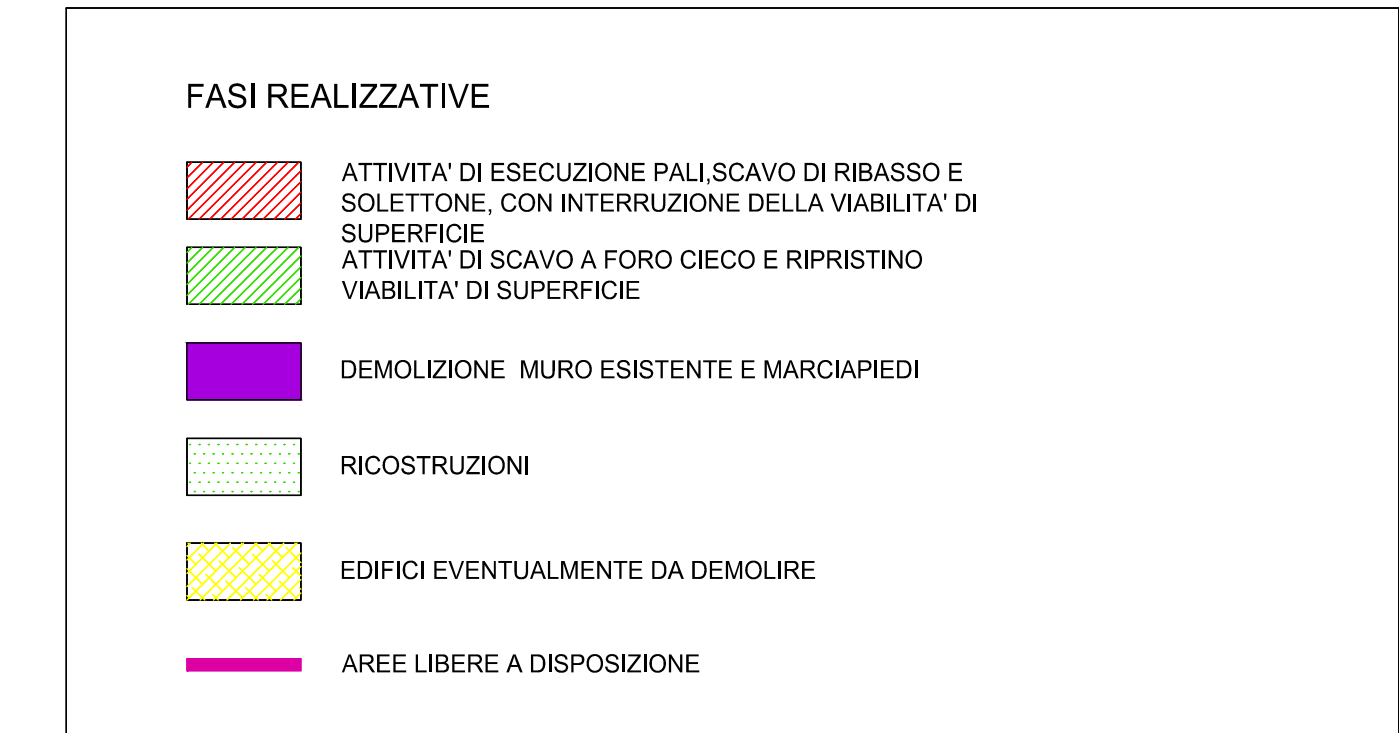 FASI REALIZZATIVE
ATTIVITA' DI ESECUZIONE PALI,SCAVO DI RIBASSO E
SOLETTONE, CON INTERRUZIONE DELLA VIABILITA' DI
SUPERFICIE
ATTIVITA' DI SCAVO A FORO CIECO E RIPRISTINO
VIABILITA' DI SUPERFICIE
DEMOLIZIONE  MURO ESISTENTE E MARCIAPIEDI
RICOSTRUZIONI
EDIFICI EVENTUALMENTE DA DEMOLIRE
AREE LIBERE A DISPOSIZIONE